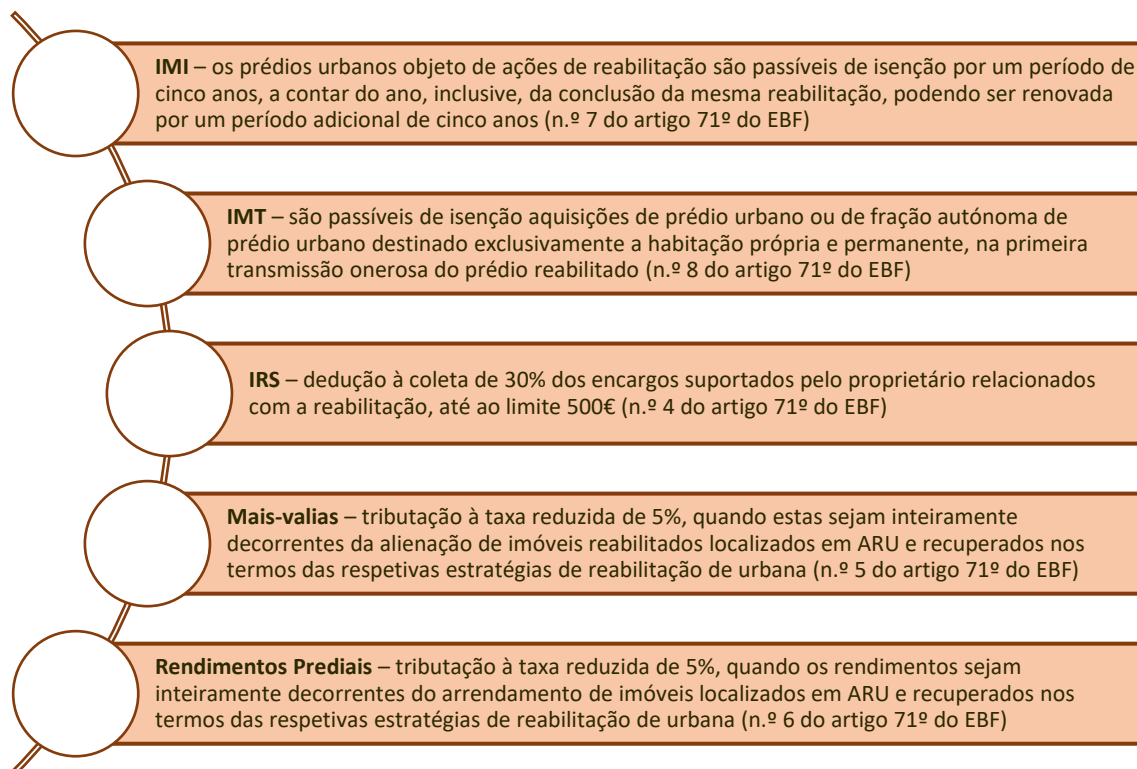 IMI – os prédios urbanos objeto de ações de reabilitação são passíveis de isenção por um período de
cinco anos, a contar do ano, inclusive, da conclusão da mesma reabilitação, podendo ser renovada
por um período adicional de cinco anos (n.º 7 do artigo 71º do EBF)
IMT – são passíveis de isenção aquisições de prédio urbano ou de fração autónoma de
prédio urbano destinado exclusivamente a habitação própria e permanente, na primeira
transmissão onerosa do prédio reabilitado (n.º 8 do artigo 71º do EBF)
IRS – dedução à coleta de 30% dos encargos suportados pelo proprietário relacionados
com a reabilitação, até ao limite 500€ (n.º 4 do artigo 71º do EBF)
Mais-valias – tributação à taxa reduzida de 5%, quando estas sejam inteiramente
decorrentes da alienação de imóveis reabilitados localizados em ARU e recuperados nos
termos das respetivas estratégias de reabilitação de urbana (n.º 5 do artigo 71º do EBF)
Rendimentos Prediais – tributação à taxa reduzida de 5%, quando os rendimentos sejam
inteiramente decorrentes do arrendamento de imóveis localizados em ARU e recuperados nos
termos das respetivas estratégias de reabilitação de urbana (n.º 6 do artigo 71º do EBF)